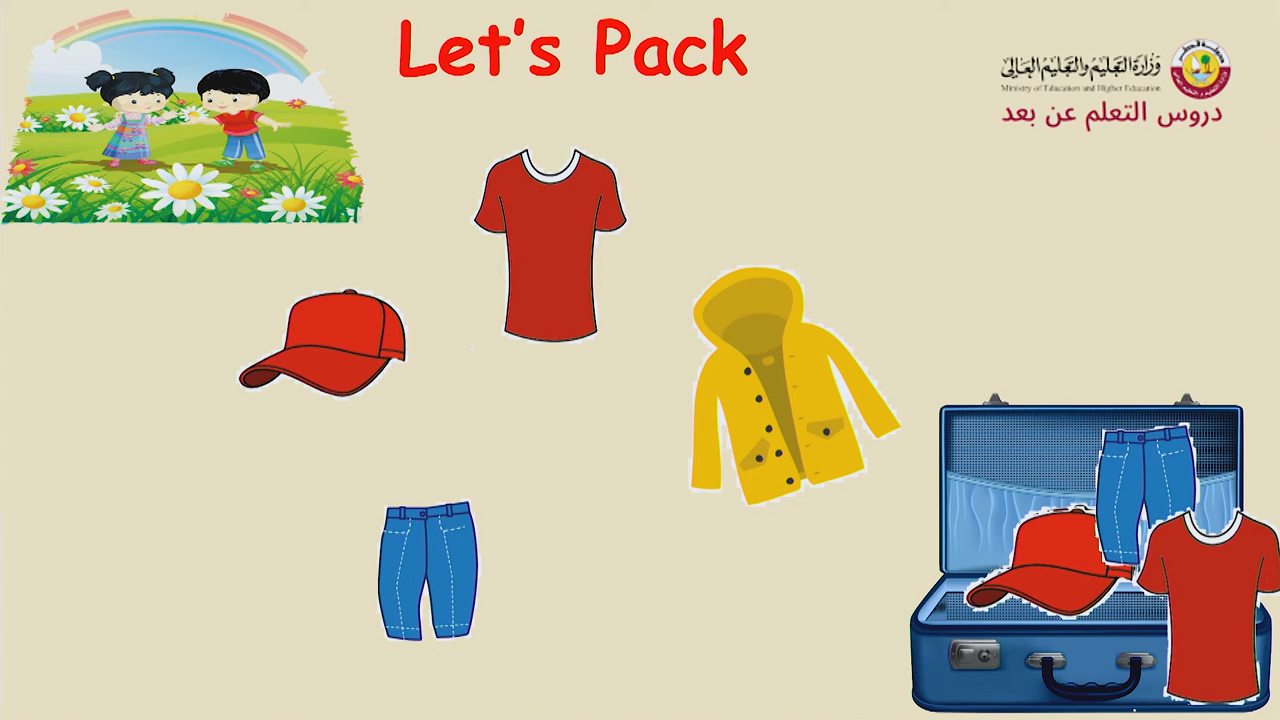 Let's Pack
وزارة التعليم والتعليم العالي
Ministry of Education and Higher Education
دروس التعلم عن بعد